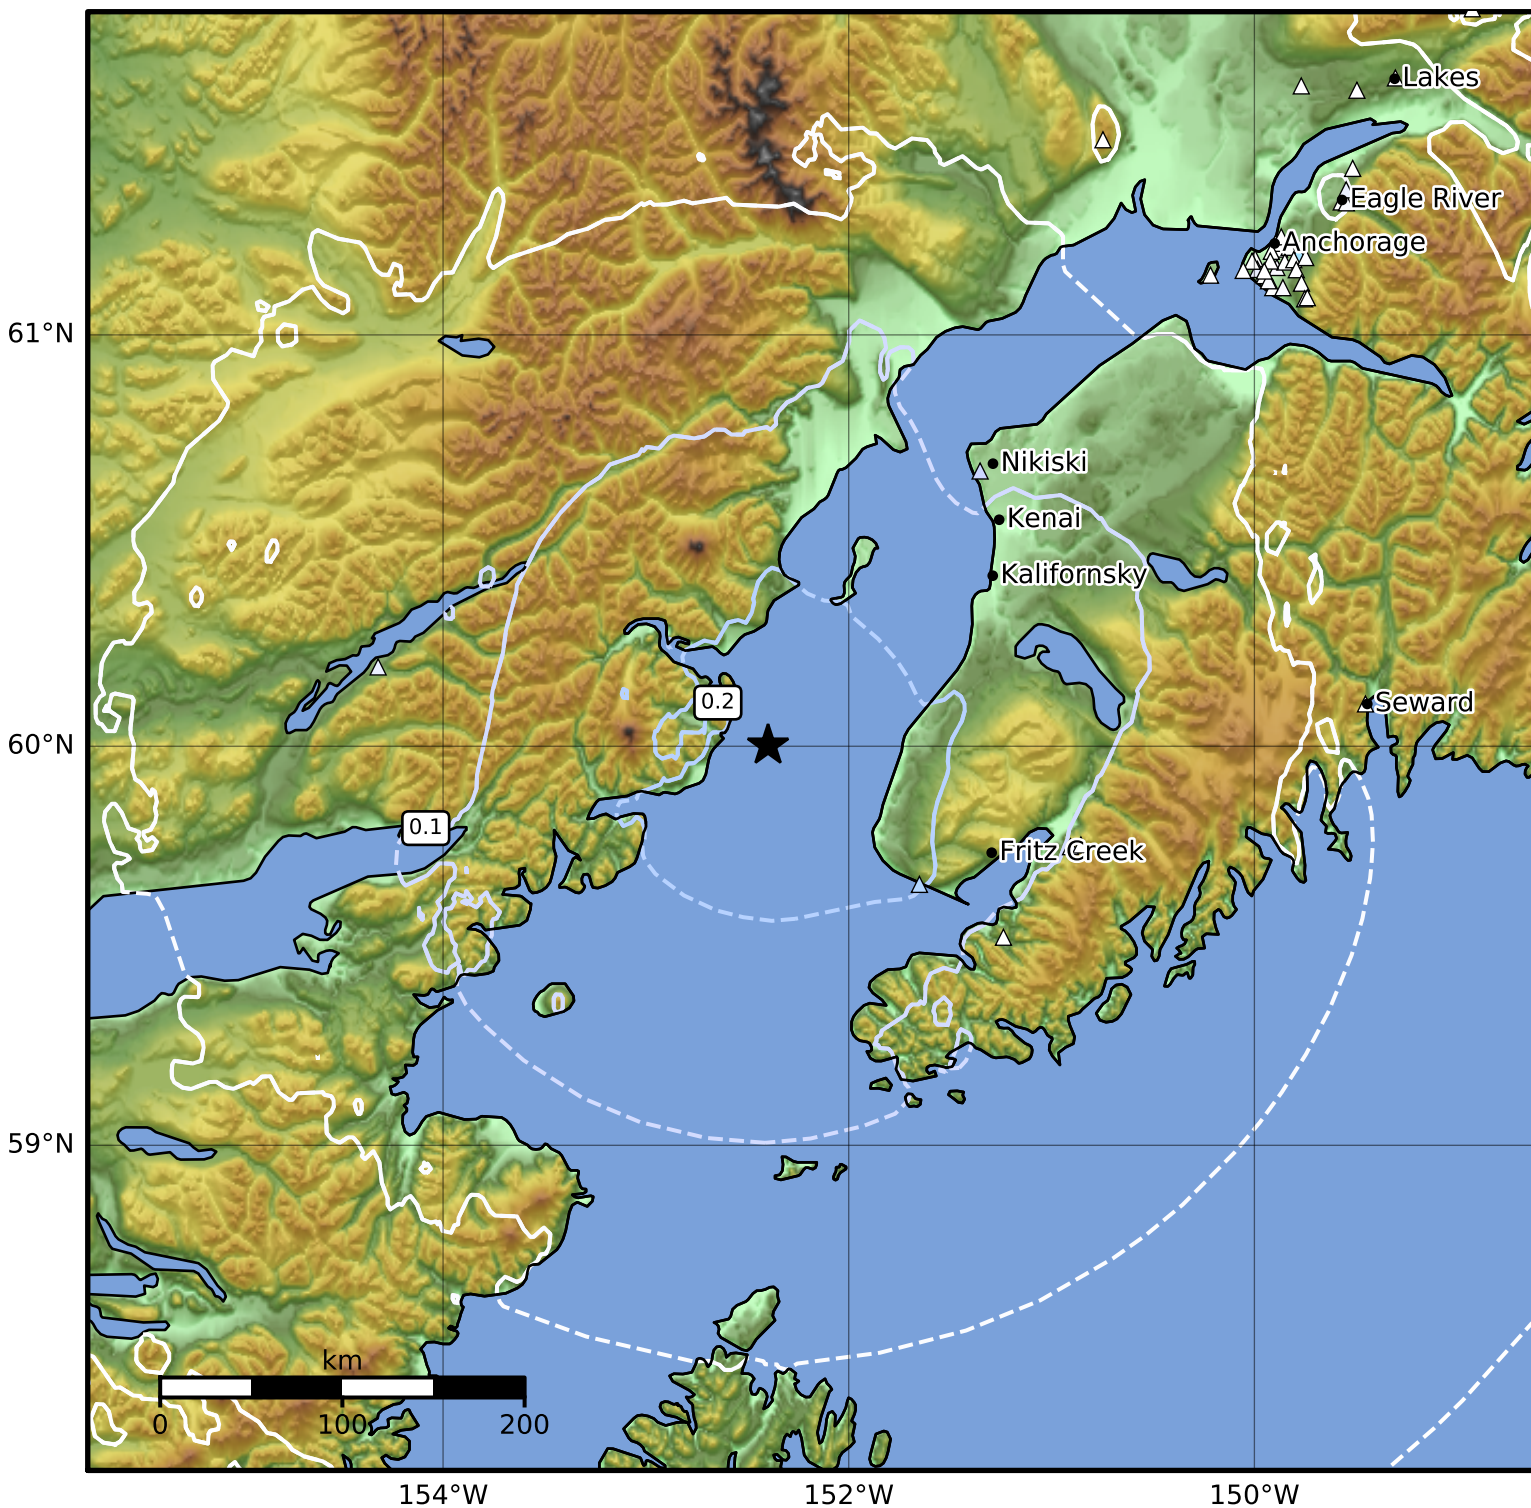 Lakes
Eagle River
Anchorage
61°N
Nikiski
Kenai
Kalifornsky
0.2
Seward
60°N
0.1
Fritz Creek
59°N
km
0 100 200
154°W 152°W 150°W